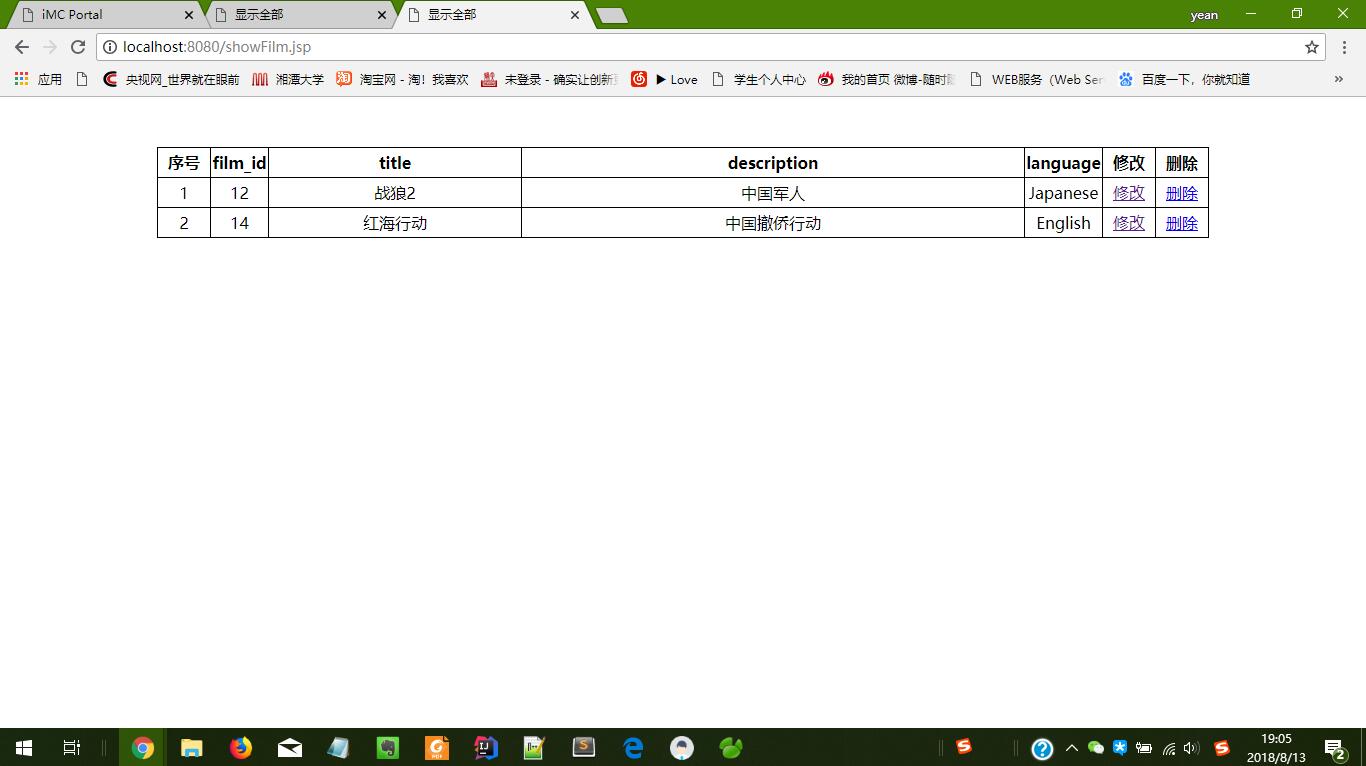 iMC Portal 显示全部 显示全部 yean
localhost:8080/showFilm.jsp
应用 央视网_世界就在眼前 湘潭大学 淘宝网 - 淘！我喜欢 未登录 - 确实让创新 ▶ Love 学生个人中心 我的首页 微博-随时 WEB服务（Web Ser 百度一下，你就知道 »
序号 film_id title description language 修改 删除
1 12 战狼2 中国军人 Japanese 修改 删除
2 14 红海行动 中国撤侨行动 English 修改 删除
19:05
2018/8/13
2